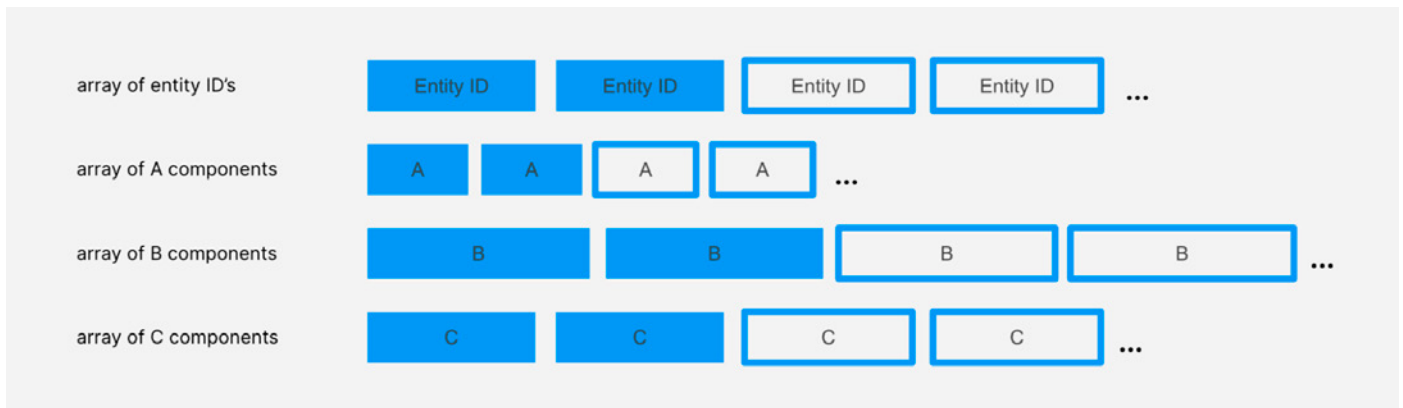 array of entity ID's Entity ID Entity ID Entity ID Entity ID ...
array of A components A A A A ...
array of B components B B B B ...
array of C components C C C C ...